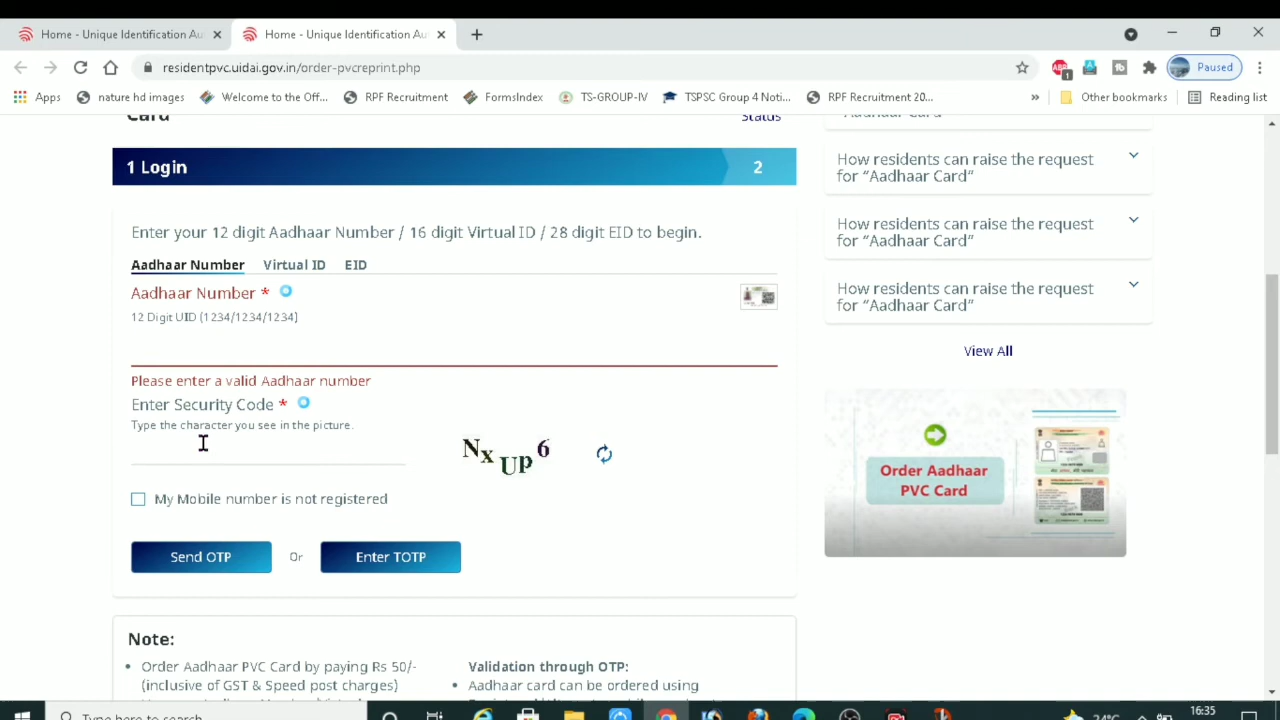 Home - Unique Identification Au
Home - Unique Identification Au
residentpvc.uidai.gov.in/order-pvcreprint.php
Paused
Apps
nature hd images
Welcome to the Off...
RPF Recruitment
FormsIndex
TS-GROUP-IV
TSPSC Group 4 Noti...
RPF Recruitment 20...
Other bookmarks
Reading list
Card
Status
1 Login
2
Enter your 12 digit Aadhaar Number / 16 digit Virtual ID / 28 digit EID to begin.
Aadhaar Number Virtual ID EID
Aadhaar Number *
12 Digit UID (1234/1234/1234)
Please enter a valid Aadhaar number
Enter Security Code *
Type the character you see in the picture.
NxUp6
My Mobile number is not registered
Send OTP
Or
Enter TOTP
Note:
• Order Aadhaar PVC Card by paying Rs 50/-
(inclusive of GST & Speed post charges)
Validation through OTP:
• Aadhaar card can be ordered using
"Aadhaar Card"
How residents can raise the request
for "Aadhaar Card"
How residents can raise the request
for "Aadhaar Card"
How residents can raise the request
for "Aadhaar Card"
View All
Order Aadhaar
PVC Card
Type here to search
24°C
16:35